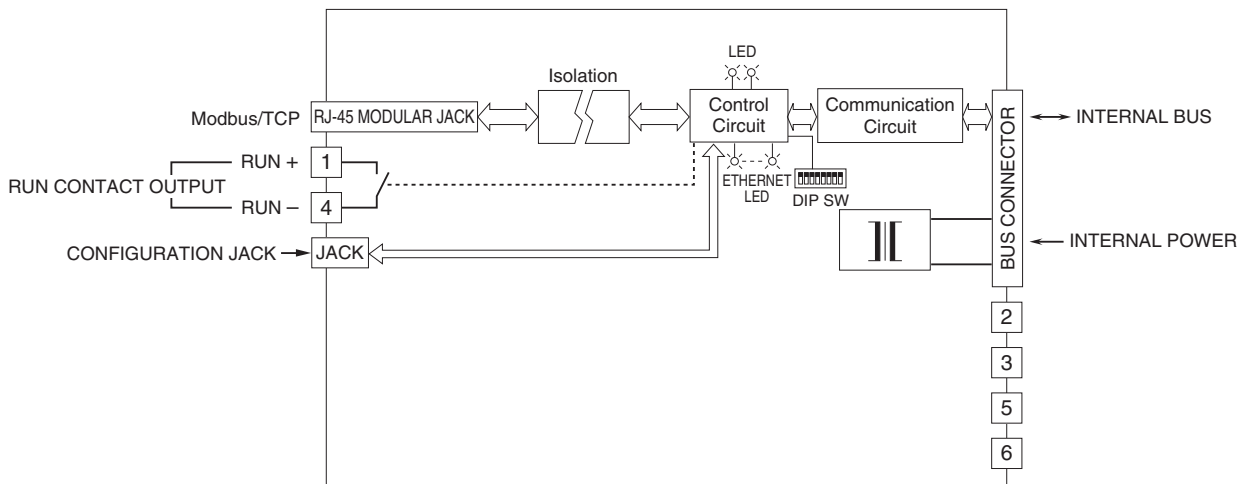 LED
Isolation
Modbus/TCP
RJ-45 MODULAR JACK
Control
Circuit
Communication
Circuit
BUS CONNECTOR
INTERNAL BUS
RUN CONTACT OUTPUT
RUN +
1
RUN –
4
ETHERNET
LED
DIP SW
CONFIGURATION JACK
JACK
INTERNAL POWER
2
3
5
6